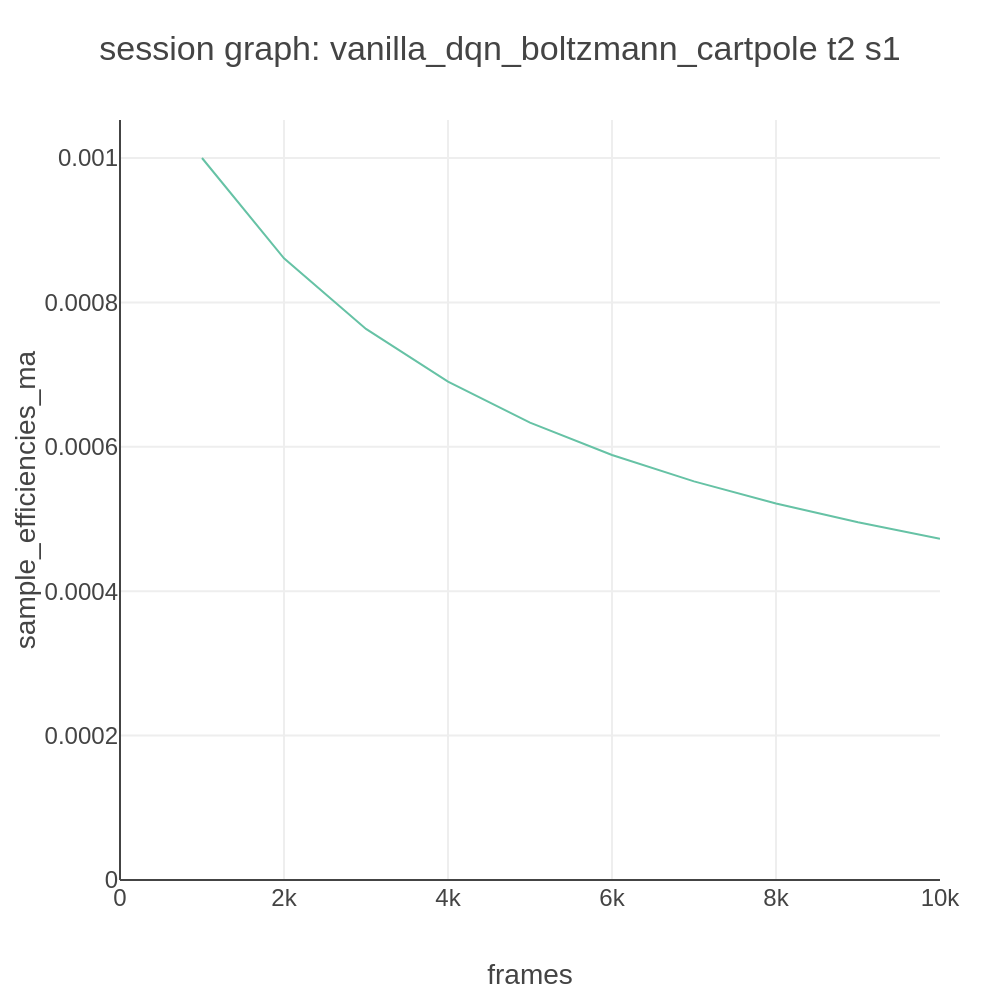 session graph: vanilla_dqn_boltzmann_cartpole t2 s1
sample_efficiencies_ma
0.001
0.0008
0.0006
0.0004
0.0002
0
0 2k 4k 6k 8k 10k
frames